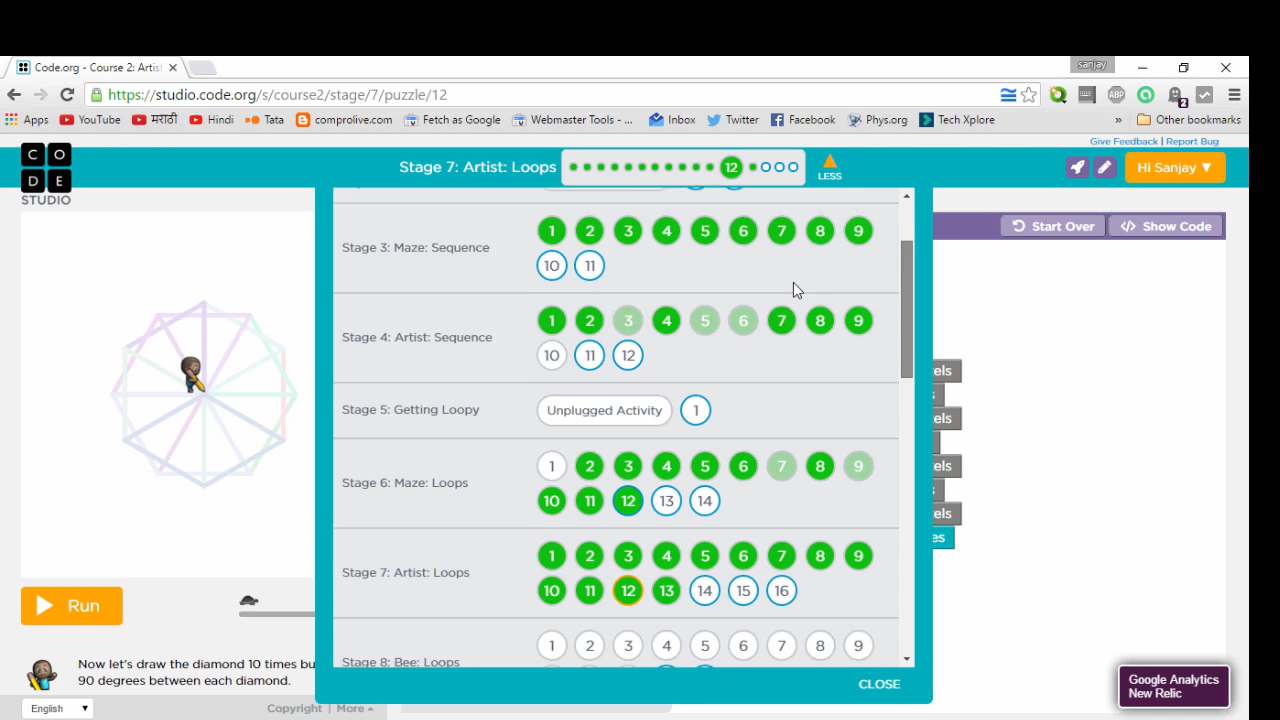 Code.org - Course 2: Artis
sanjay
https://studio.code.org/s/course2/stage/7/puzzle/12
ABP
2
Apps YouTube मराठी Hindi Tata comprolive.com Fetch as Google Webmaster Tools - ... Inbox Twitter Facebook Phys.org Tech Xplore » Other bookmarks
Give Feedback | Report Bug
C O
D E
STUDIO
Stage 7: Artist: Loops 12
LESS
Hi Sanjay ▼
Start Over
</> Show Code
Stage 3: Maze: Sequence
1 2 3 4 5 6 7 8 9
10 11
Stage 4: Artist: Sequence
1 2 3 4 5 6 7 8 9
10 11 12
Stage 5: Getting Loopy
Unplugged Activity 1
Stage 6: Maze: Loops
1 2 3 4 5 6 7 8 9
10 11 12 13 14
Stage 7: Artist: Loops
1 2 3 4 5 6 7 8 9
10 11 12 13 14 15 16
Stage 8: Bee: Loops
1 2 3 4 5 6 7 8 9
CLOSE
els
s
els
els
s
els
es
Run
Now let's draw the diamond 10 times bu
90 degrees between each diamond.
English
Copyright | More
Google Analytics
New Relic